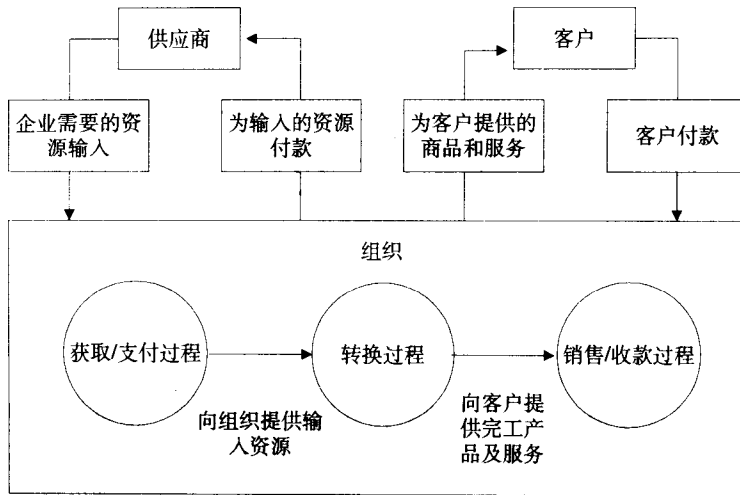 供应商
客户
企业需要的资
源输入
为输入的资源
付款
为客户提供的
商品和服务
客户付款
组织
获取/支付过程
转换过程
销售/收款过程
向组织提供输
入资源
向客户提
供完工产
品及服务